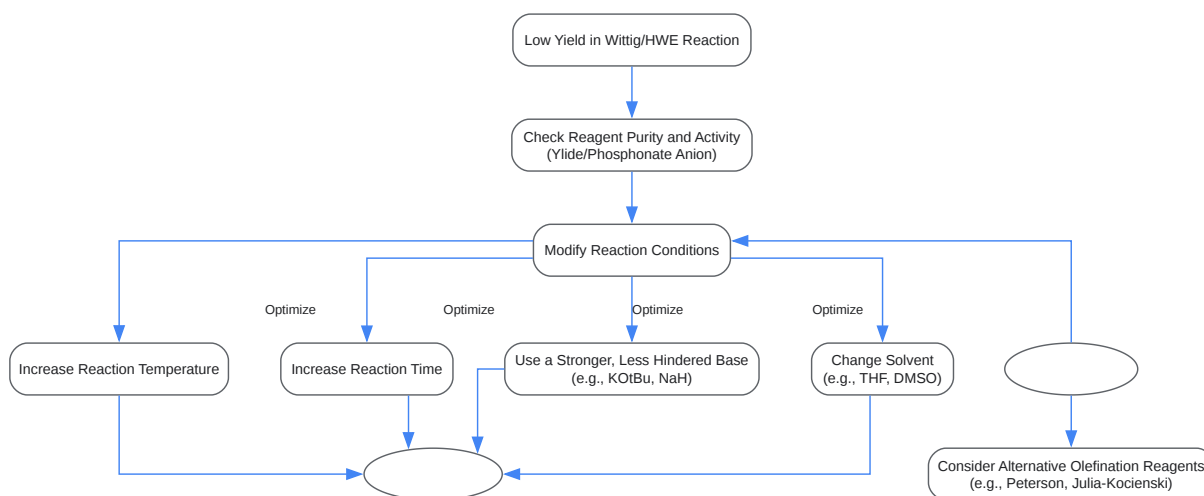 Low Yield in Wittig/HWE Reaction
Check Reagent Purity and Activity
(Ylide/Phosphonate Anion)
Modify Reaction Conditions
Optimize
Optimize
Optimize
Optimize
Increase Reaction Temperature
Increase Reaction Time
Use a Stronger, Less Hindered Base
(e.g., KOtBu, NaH)
Change Solvent
(e.g., THF, DMSO)
Consider Alternative Olefination Reagents
(e.g., Peterson, Julia-Kocienski)